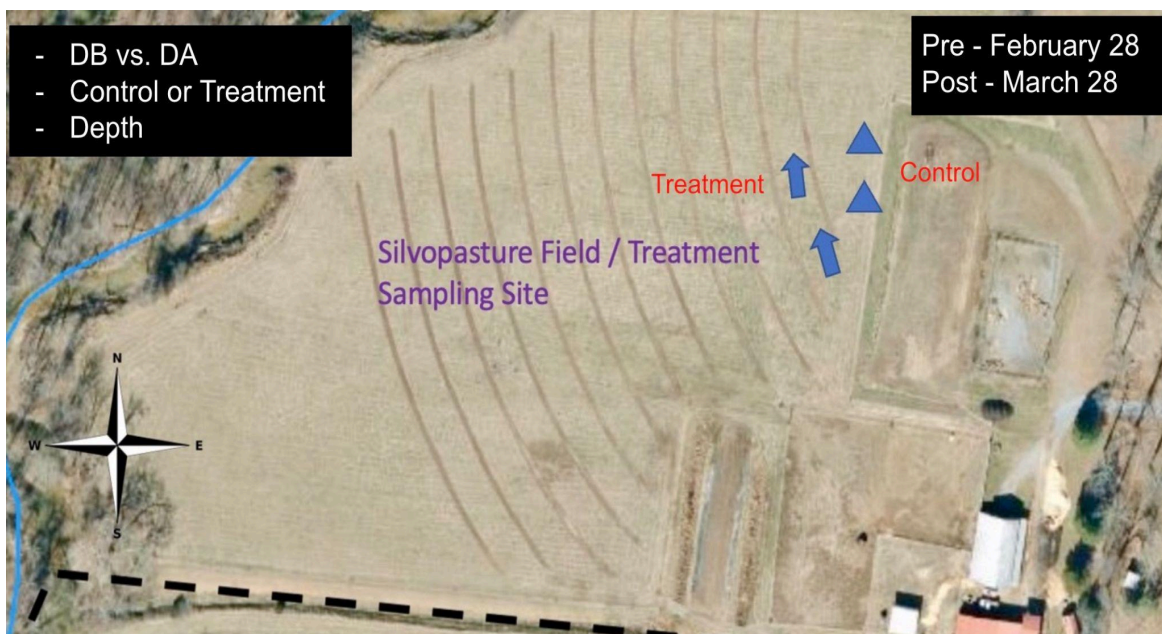 - DB vs. DA
- Control or Treatment
- Depth
Pre - February 28
Post - March 28
Treatment
Control
Silvopasture Field / Treatment
Sampling Site
N
W
E
S